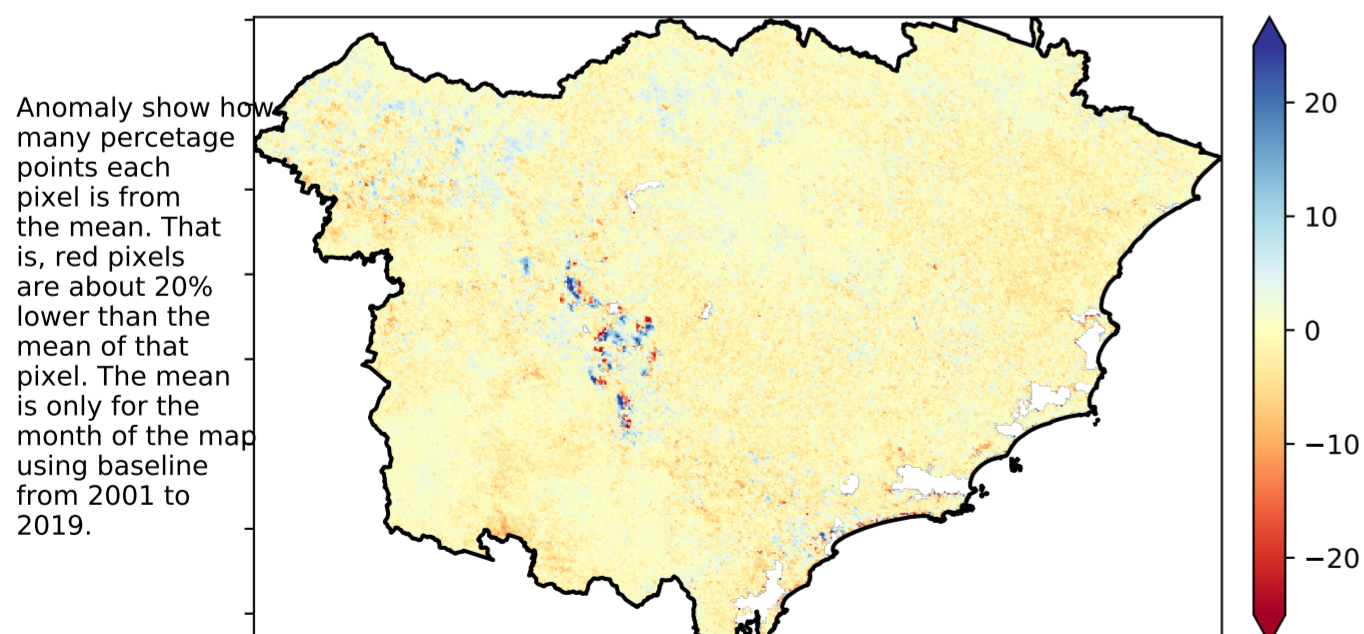 Anomaly show how
many percetage
points each
pixel is from
the mean. That
is, red pixels
are about 20%
lower than the
mean of that
pixel. The mean
is only for the
month of the map
using baseline
from 2001 to
2019.
20
10
0
−10
−20